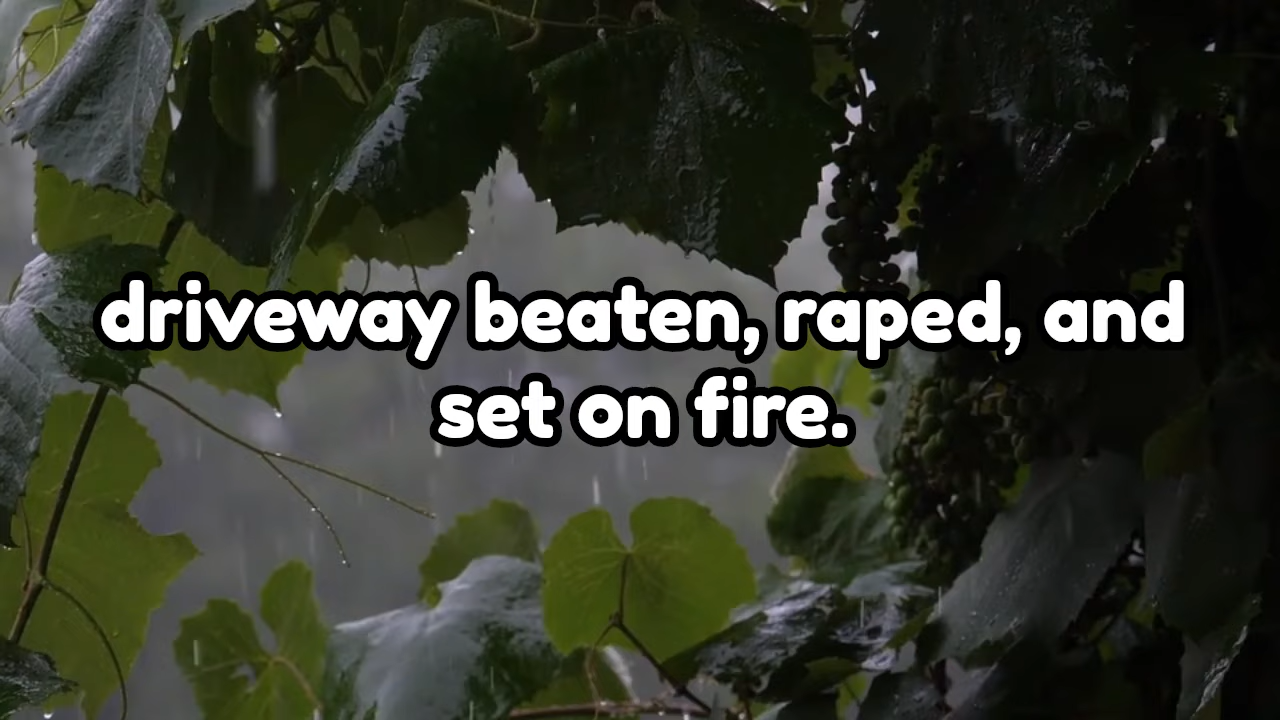 driveway beaten, raped, and
set on fire.